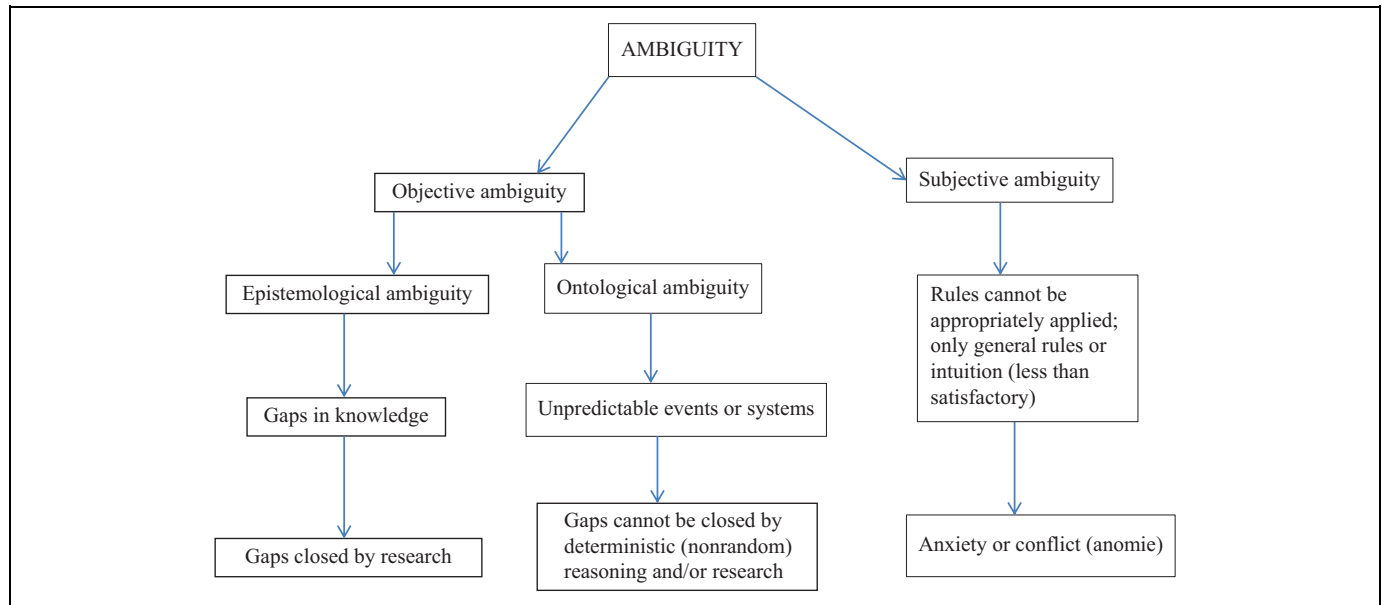 AMBIGUITY
Objective ambiguity
Subjective ambiguity
Epistemological ambiguity
Ontological ambiguity
Rules cannot be
appropriately applied;
only general rules or
intuition (less than
satisfactory)
Gaps in knowledge
Unpredictable events or systems
Gaps closed by research
Gaps cannot be closed by
deterministic (nonrandom)
reasoning and/or research
Anxiety or conflict (anomie)